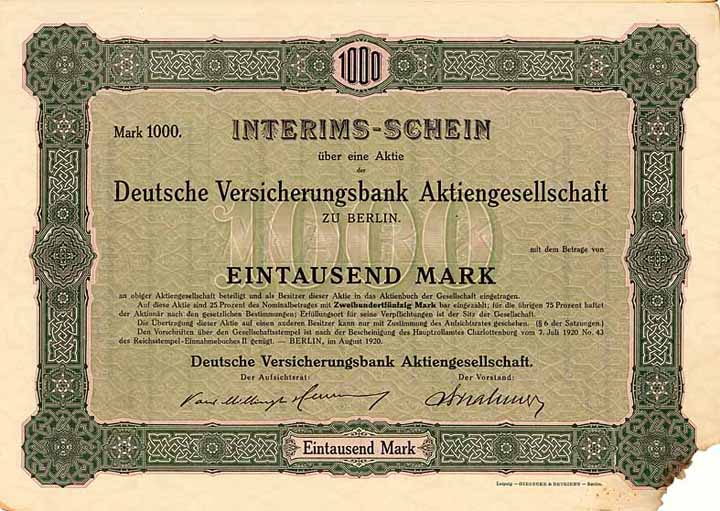 1000
Mark 1000.
INTERIMS-SCHEIN
über eine Aktie
der
Deutsche Versicherungsbank Aktiengesellschaft
ZU BERLIN.
1000
mit dem Betrage von
EINTAUSEND MARK
an obiger Aktiengesellschaft beteiligt und als Besitzer dieser Aktie in das Aktienbuch der Gesellschaft eingetragen.
Auf diese Aktie sind 25 Prozent des Nominalbetrages mit Zweihundertfünfzig Mark bar eingezahlt; für die übrigen 75 Prozent haftet
der Aktionär nach den gesetzlichen Bestimmungen; Erfüllungsort für seine Verpflichtungen ist der Sitz der Gesellschaft.
Die Übertragung dieser Aktie auf einen anderen Besitzer kann nur mit Zustimmung des Aufsichtsrates geschehen. (§ 6 der Satzungen.)
Den Vorschriften über den Gesellschaftsstempel ist nach der Bescheinigung des Hauptzollamtes Charlottenburg vom 7. Juli 1920 No. 43
des Reichsstempel-Einnahmebuches II genügt. — BERLIN, im August 1920.
Deutsche Versicherungsbank Aktiengesellschaft.
Der Aufsichtsrat: Der Vorstand:
Eintausend Mark
Leipzig — GIESECKE & DEVRIENT — Berlin.